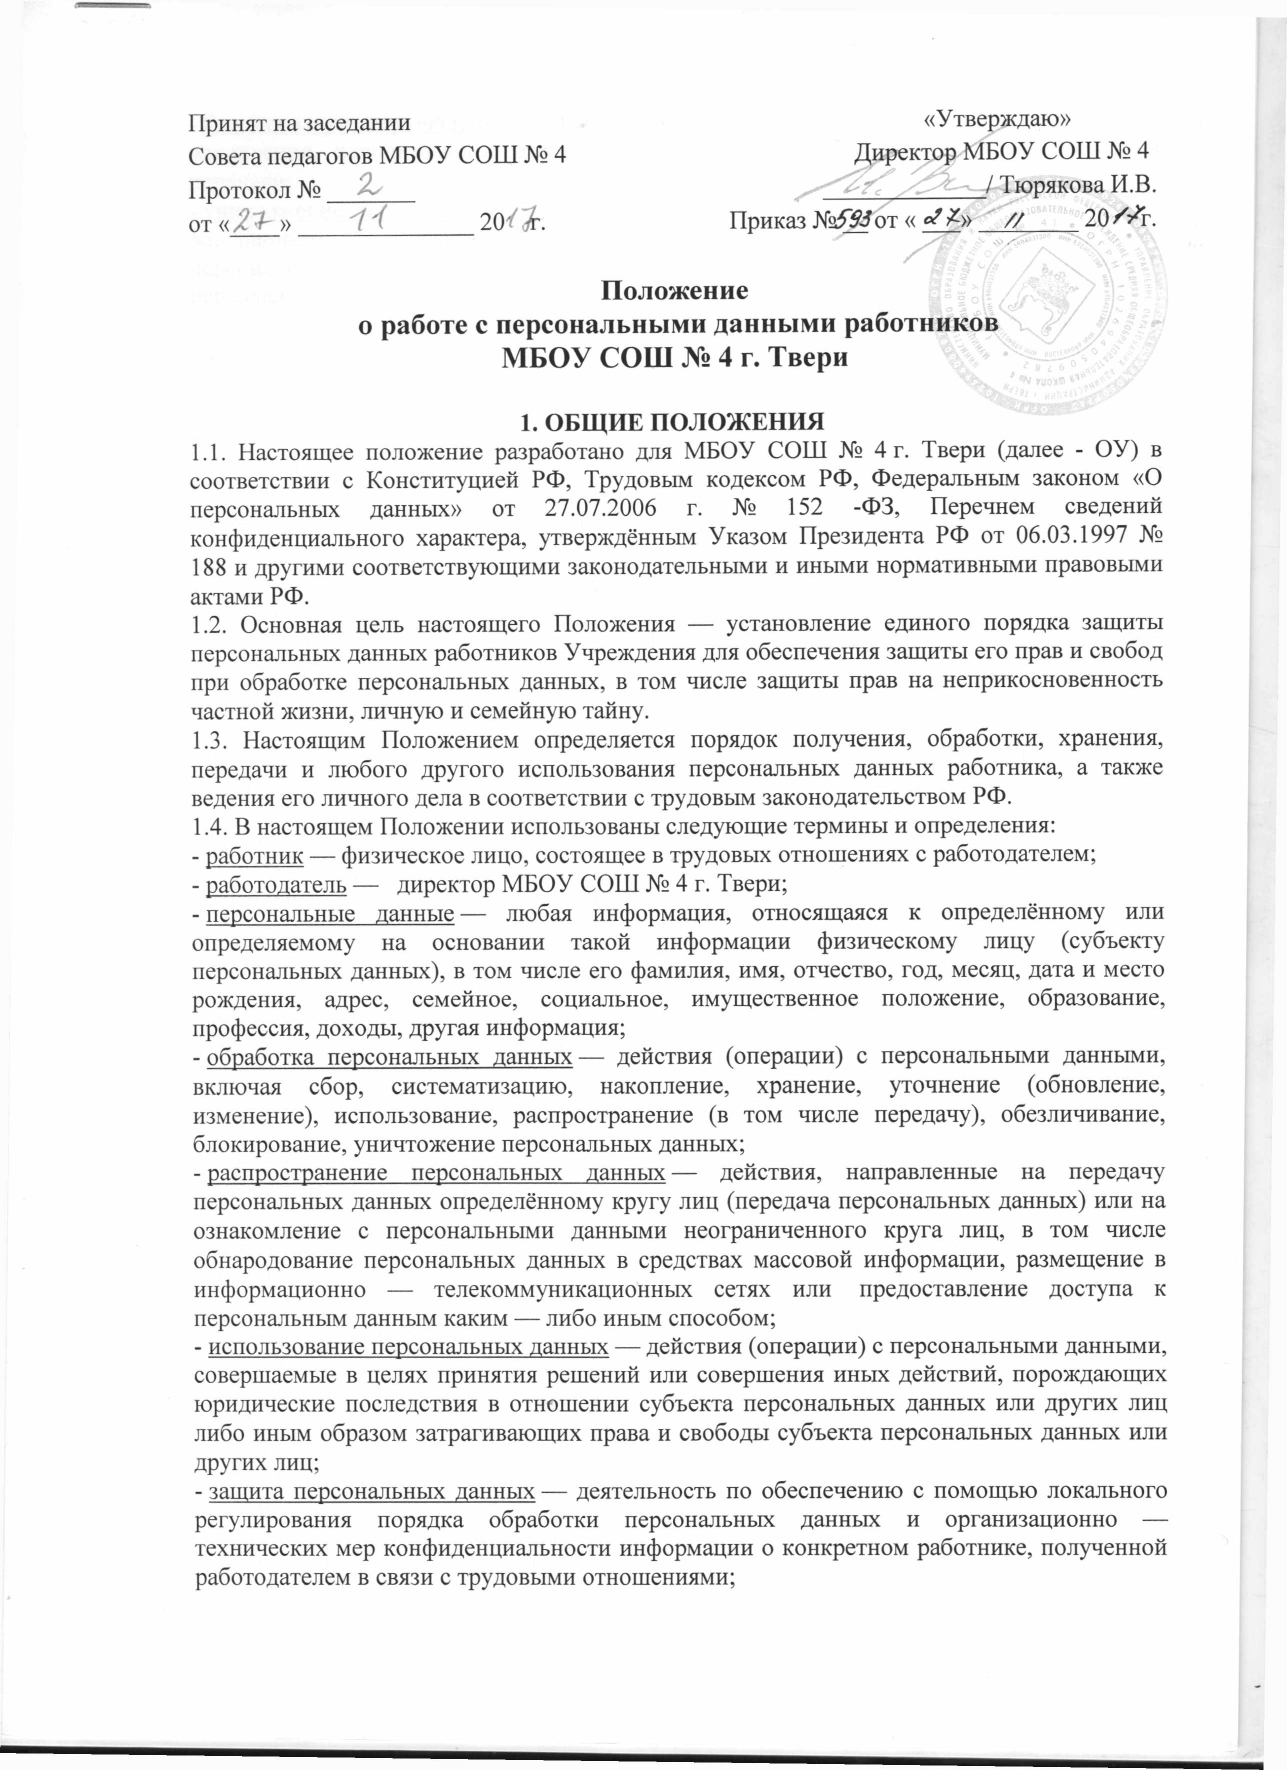 Принят на заседании
Совета педагогов МБОУ СОШ № 4
Протокол № 2
от «27» 11 2017г.
«Утверждаю»
Директор МБОУ СОШ № 4
/ Тюрякова И.В.
Приказ №593 от « 27» 11 2017г.
Положение
о работе с персональными данными работников
МБОУ СОШ № 4 г. Твери
1. ОБЩИЕ ПОЛОЖЕНИЯ
1.1. Настоящее положение разработано для МБОУ СОШ № 4 г. Твери (далее - ОУ) в
соответствии с Конституцией РФ, Трудовым кодексом РФ, Федеральным законом «О
персональных данных» от 27.07.2006 г. № 152 -ФЗ, Перечнем сведений
конфиденциального характера, утверждённым Указом Президента РФ от 06.03.1997 №
188 и другими соответствующими законодательными и иными нормативными правовыми
актами РФ.
1.2. Основная цель настоящего Положения — установление единого порядка защиты
персональных данных работников Учреждения для обеспечения защиты его прав и свобод
при обработке персональных данных, в том числе защиты прав на неприкосновенность
частной жизни, личную и семейную тайну.
1.3. Настоящим Положением определяется порядок получения, обработки, хранения,
передачи и любого другого использования персональных данных работника, а также
ведения его личного дела в соответствии с трудовым законодательством РФ.
1.4. В настоящем Положении использованы следующие термины и определения:
- работник — физическое лицо, состоящее в трудовых отношениях с работодателем;
- работодатель — директор МБОУ СОШ № 4 г. Твери;
- персональные данные — любая информация, относящаяся к определённому или
определяемому на основании такой информации физическому лицу (субъекту
персональных данных), в том числе его фамилия, имя, отчество, год, месяц, дата и место
рождения, адрес, семейное, социальное, имущественное положение, образование,
профессия, доходы, другая информация;
- обработка персональных данных — действия (операции) с персональными данными,
включая сбор, систематизацию, накопление, хранение, уточнение (обновление,
изменение), использование, распространение (в том числе передачу), обезличивание,
блокирование, уничтожение персональных данных;
- распространение персональных данных — действия, направленные на передачу
персональных данных определённому кругу лиц (передача персональных данных) или на
ознакомление с персональными данными неограниченного круга лиц, в том числе
обнародование персональных данных в средствах массовой информации, размещение в
информационно — телекоммуникационных сетях или предоставление доступа к
персональным данным каким — либо иным способом;
- использование персональных данных — действия (операции) с персональными данными,
совершаемые в целях принятия решений или совершения иных действий, порождающих
юридические последствия в отношении субъекта персональных данных или других лиц
либо иным образом затрагивающих права и свободы субъекта персональных данных или
других лиц;
- защита персональных данных — деятельность по обеспечению с помощью локального
регулирования порядка обработки персональных данных и организационно —
технических мер конфиденциальности информации о конкретном работнике, полученной
работодателем в связи с трудовыми отношениями;